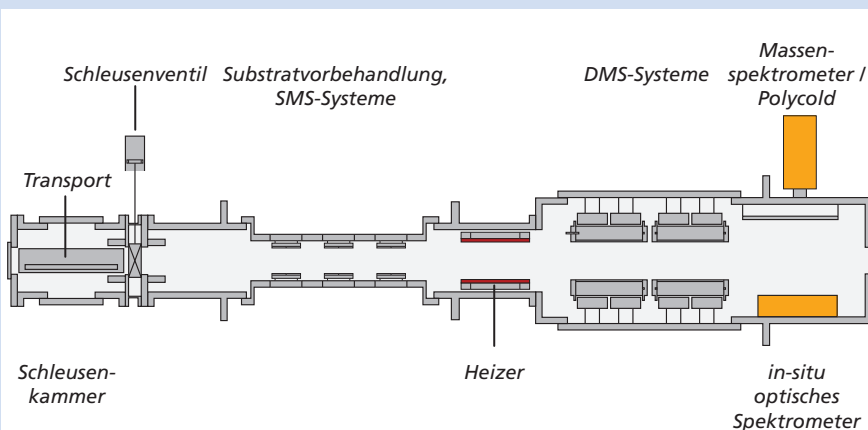 Schleusenventil
Substratvorbehandlung,
SMS-Systeme
DMS-Systeme
Massen-
spektrometer /
Polycold
Transport
Schleusen-
kammer
Heizer
in-situ
optisches
Spektrometer